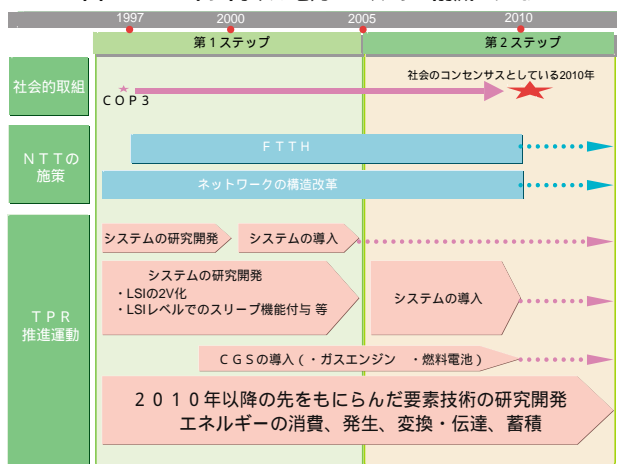 1997 2000 2005 2010
第１ステップ 第２ステップ
社会的取組
社会のコンセンサスとしている2010年
ＣＯＰ３
ＮＴＴの
施策
ＦＴＴＨ
ネットワークの構造改革
ＴＰＲ
推進運動
システムの研究開発 システムの導入
システムの研究開発
・LSIの2V化
・LSIレベルでのスリープ機能付与 等
システムの導入
ＣＧＳの導入（・ガスエンジン ・燃料電池）
２０１０年以降の先をもにらんだ要素技術の研究開発
エネルギーの消費、発生、変換・伝達、蓄積